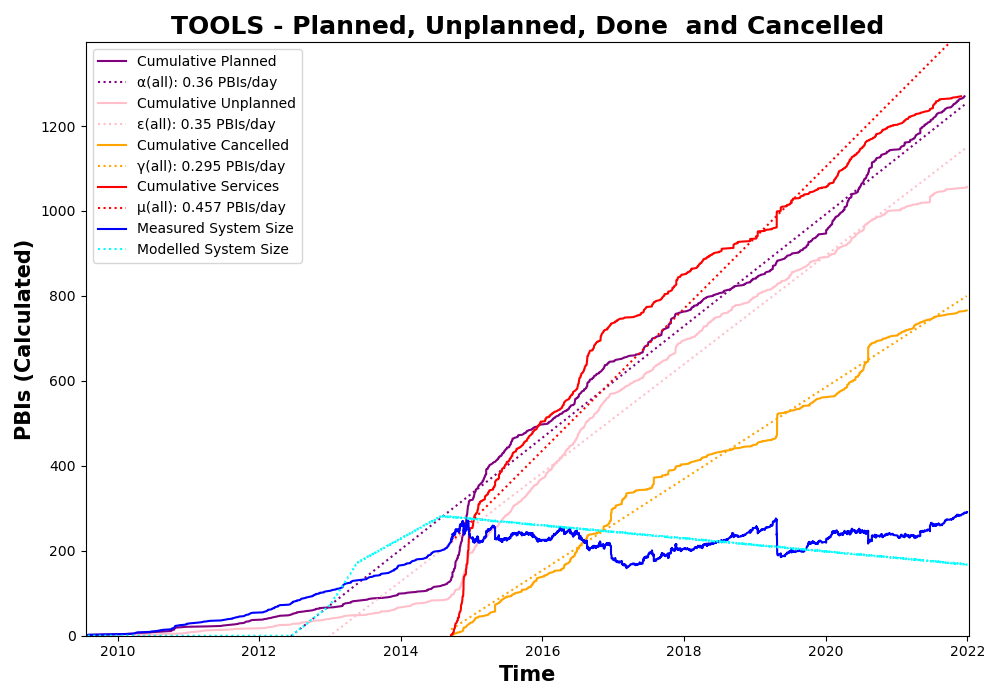 TOOLS - Planned, Unplanned, Done  and Cancelled
Cumulative Planned
α(all): 0.36 PBIs/day
Cumulative Unplanned
ε(all): 0.35 PBIs/day
Cumulative Cancelled
γ(all): 0.295 PBIs/day
Cumulative Services
μ(all): 0.457 PBIs/day
Measured System Size
Modelled System Size
PBIs (Calculated)
1200
1000
800
600
400
200
0
2010 2012 2014 2016 2018 2020 2022
Time